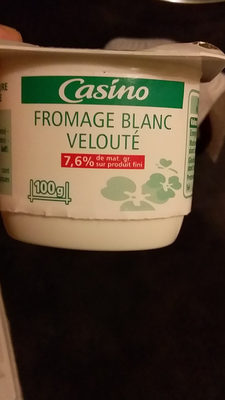 Casino
FROMAGE BLANC
VELOUTÉ
7,6% de mat. gr.
sur produit fini
100g